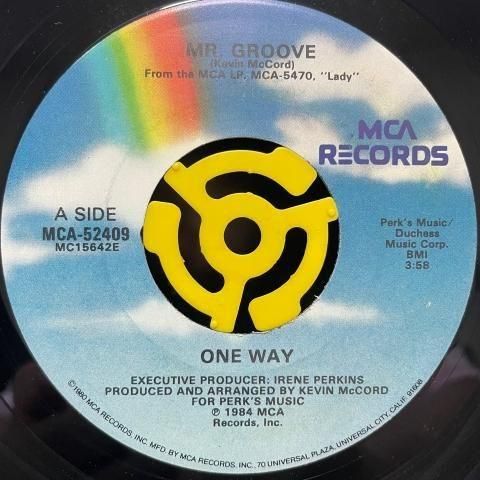 MR. GROOVE
(Kevin McCord)
From the MCA LP, MCA-5470, "Lady"
MCA
RECORDS
A SIDE
MCA-52409
MC15642E
Perk's Music/
Duchess
Music Corp.
BMI
3:58
ONE WAY
EXECUTIVE PRODUCER: IRENE PERKINS
PRODUCED AND ARRANGED BY KEVIN McCORD
FOR PERK'S MUSIC
℗ 1984 MCA
Records, Inc.
©1980 MCA RECORDS, INC. MFD. BY MCA RECORDS, INC., 70 UNIVERSAL PLAZA, UNIVERSAL CITY, CALIF. 91608